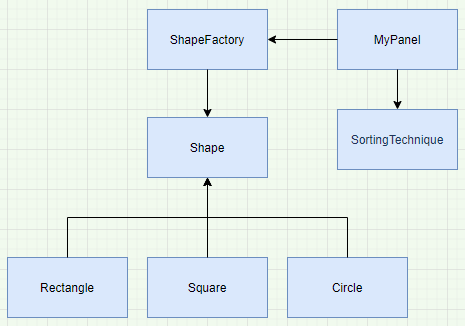 ShapeFactory
MyPanel
Shape
SortingTechnique
Rectangle
Square
Circle